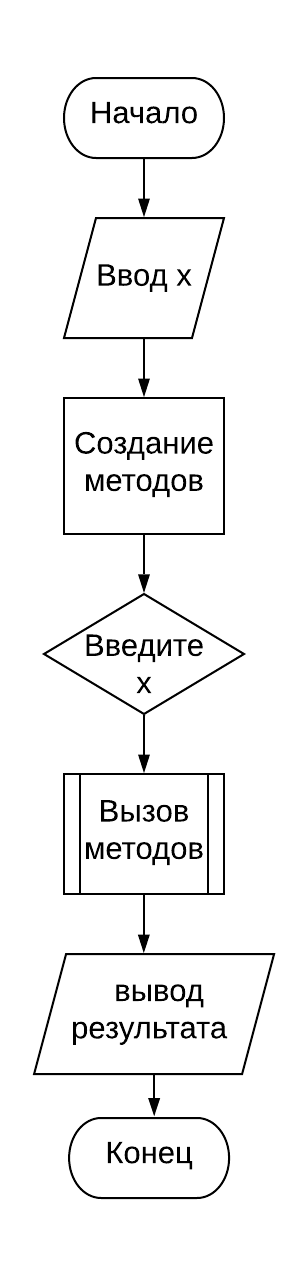 Начало
Ввод x
Создание
методов
Введите
x
Вызов
методов
вывод
результата
Конец